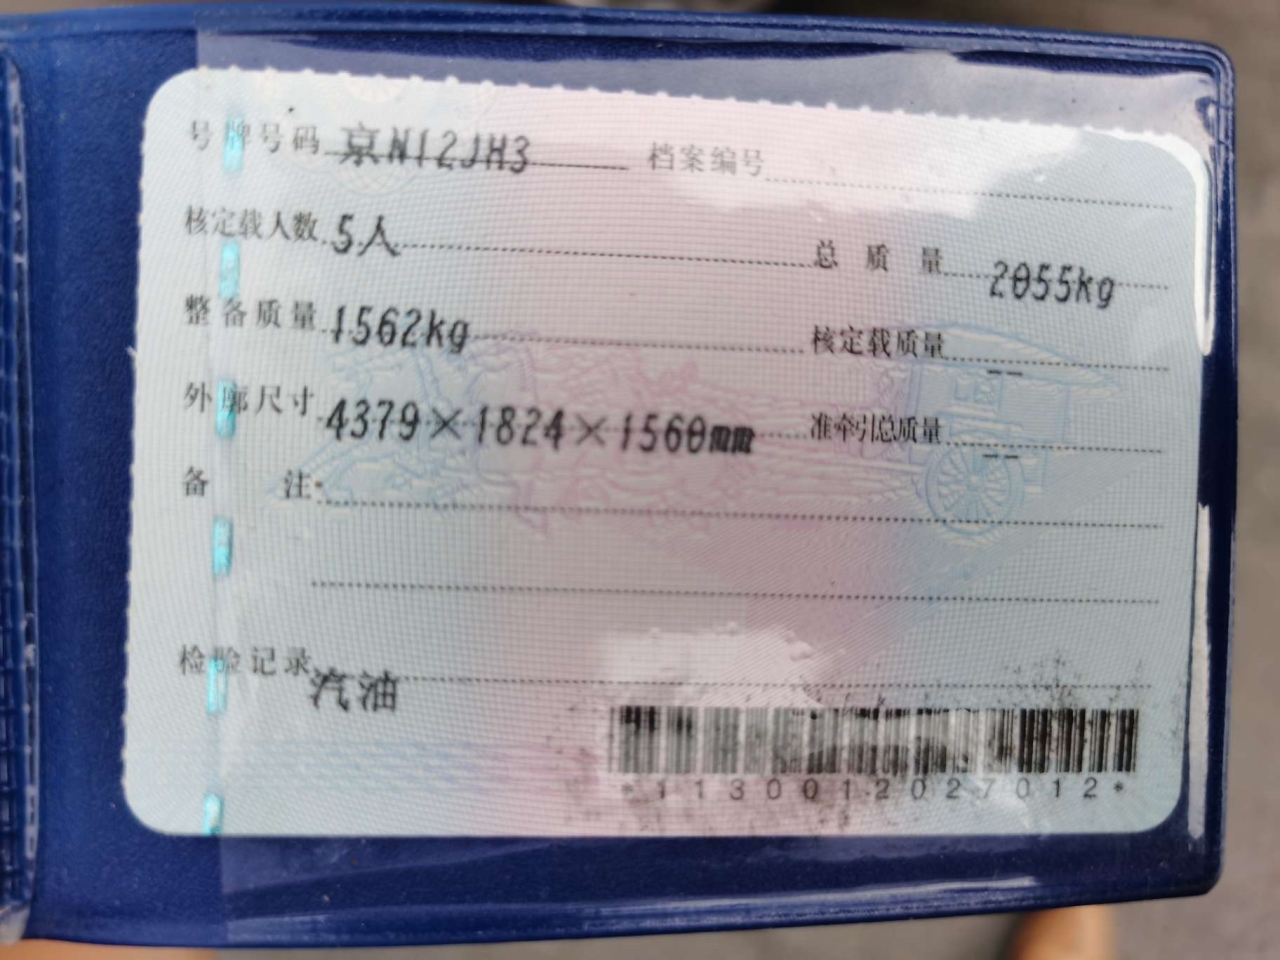 号牌号码 京N12JH3 档案编号
核定载人数 5人 总质量 2055kg
整备质量 1562kg 核定载质量 --
外廓尺寸 4379×1824×1560mm 准牵引总质量 --
备注
检验记录 汽油
*1130012027012*